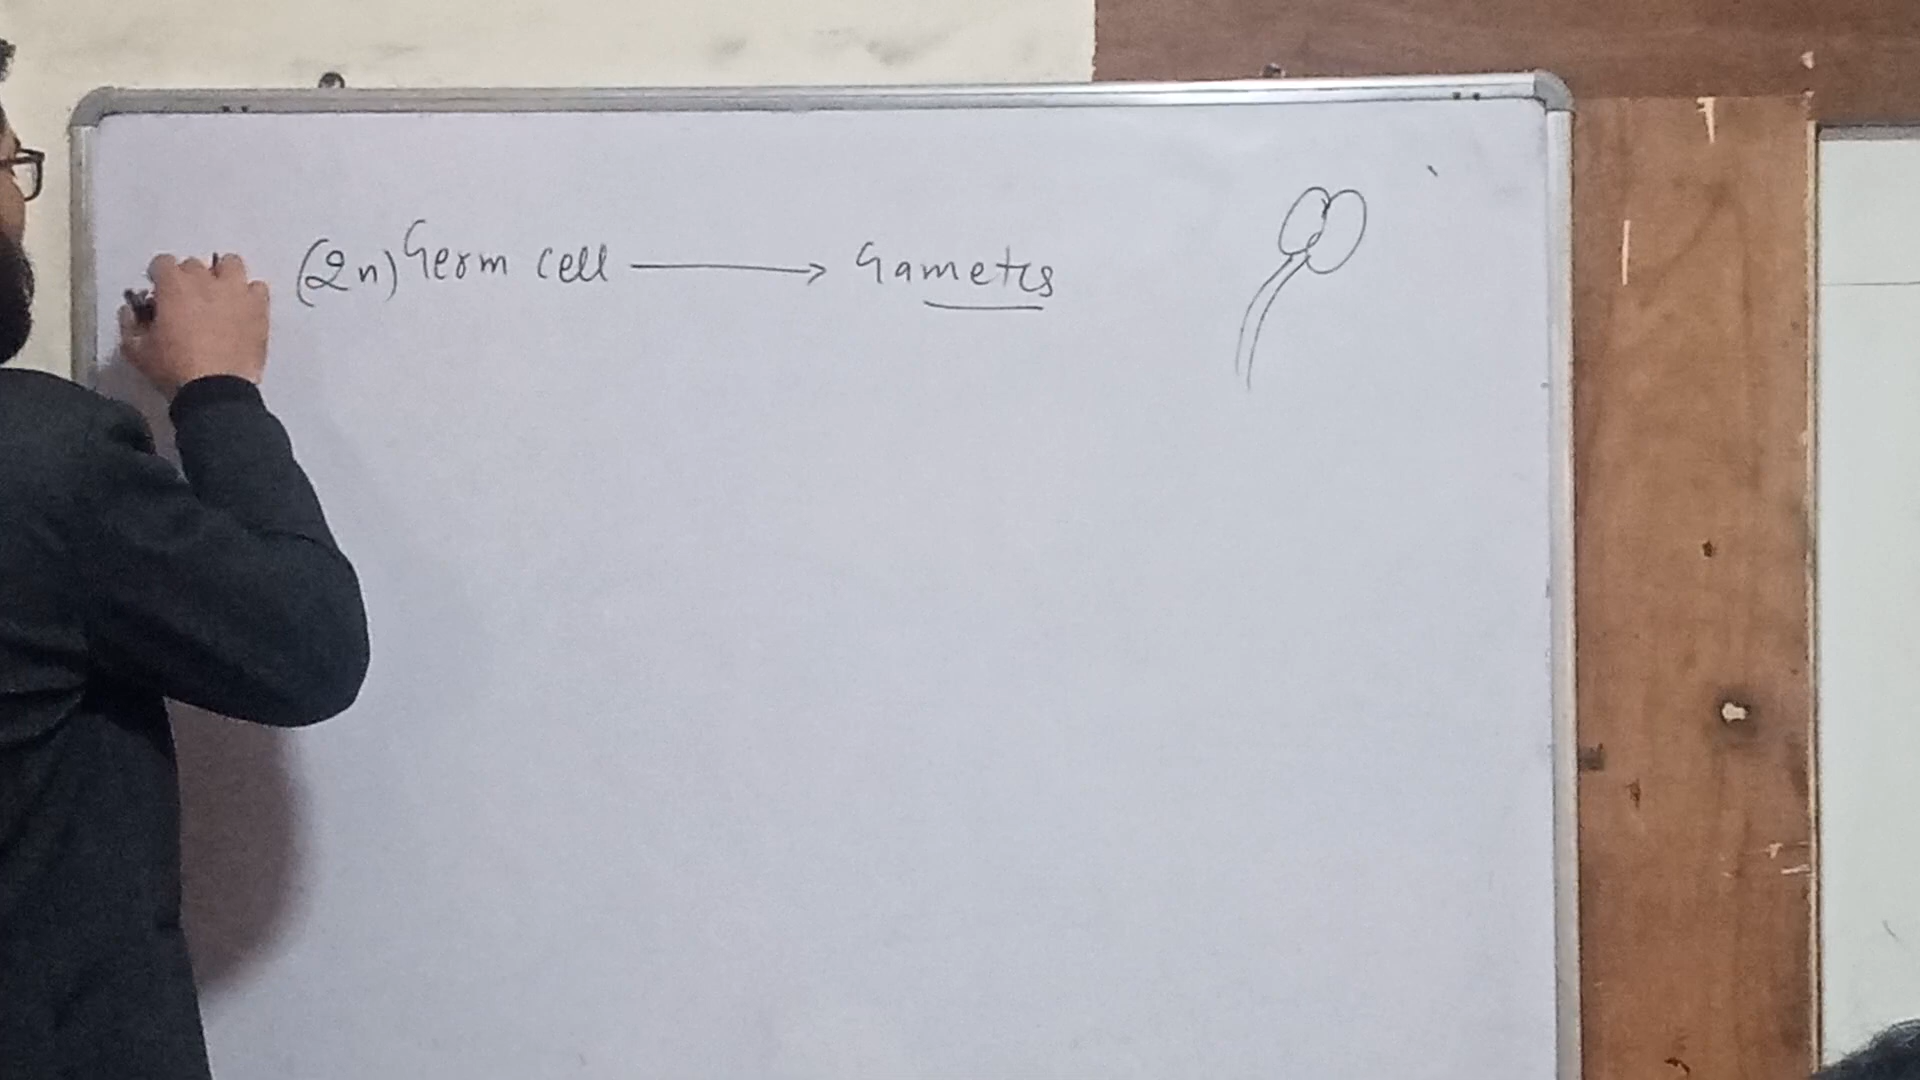 (2n) Germ cell ⟶ Gametes